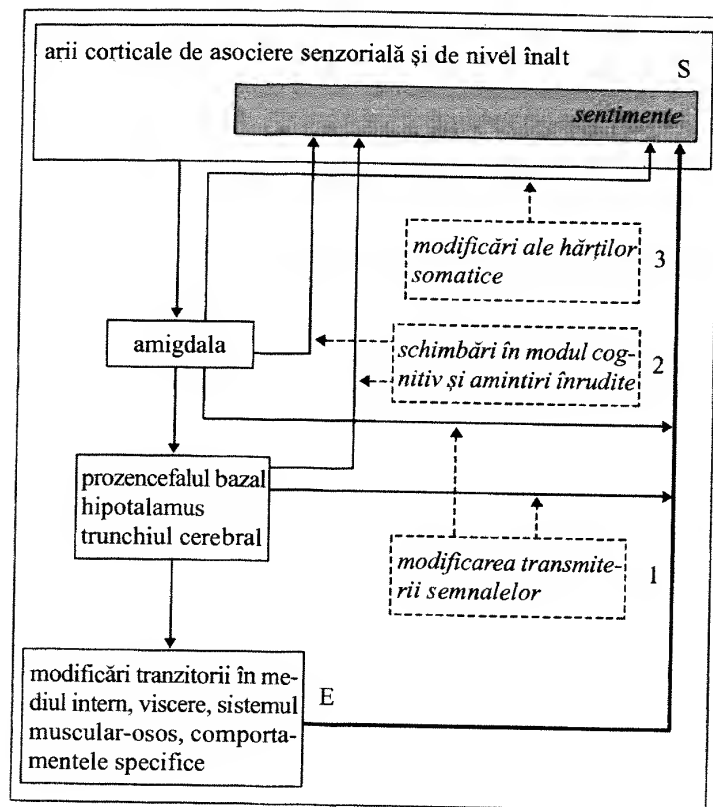 arii corticale de asociere senzorială și de nivel înalt
S
sentimente
modificări ale hărților
somatice
3
amigdala
schimbări în modul cog-
nitiv și amintiri înrudite
2
prozencefalul bazal
hipotalamus
trunchiul cerebral
modificarea transmite-
rii semnalelor
1
modificări tranzitorii în me-
diul intern, viscere, sistemul
muscular-osos, comporta-
mentele specifice
E